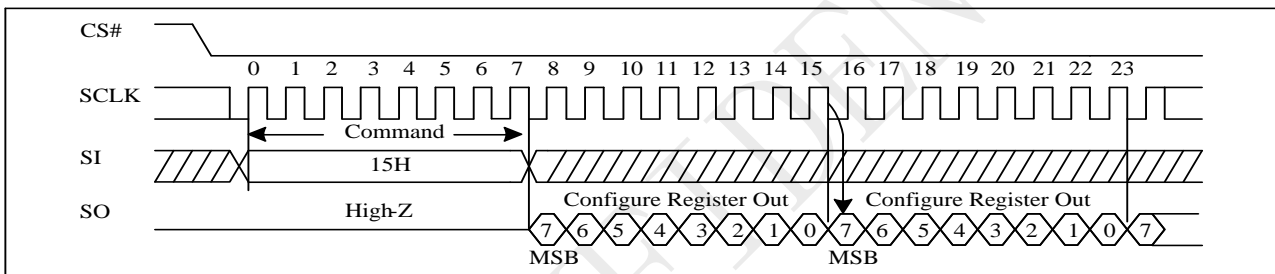 CS#
0 1 2 3 4 5 6 7 8 9 10 11 12 13 14 15 16 17 18 19 20 21 22 23
SCLK
Command
SI
15H
Configure Register Out Configure Register Out
SO
High-Z
7 6 5 4 3 2 1 0 7 6 5 4 3 2 1 0 7
MSB MSB